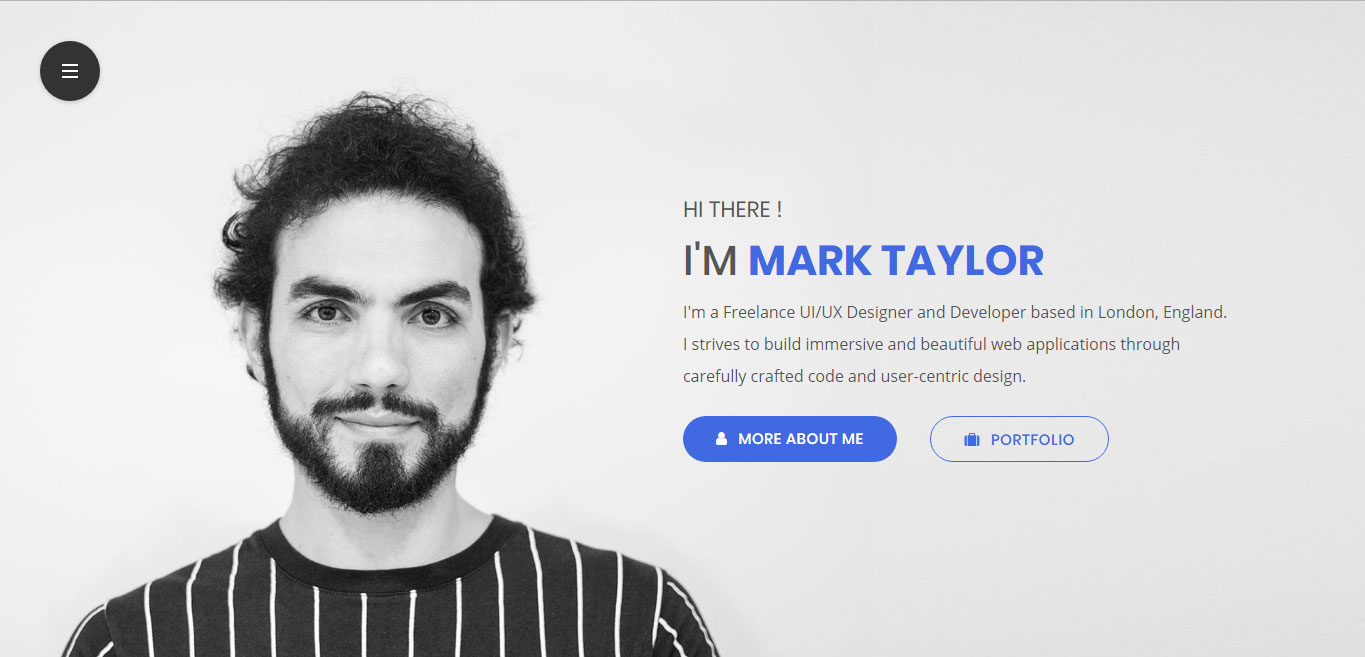 HI THERE !
I'M MARK TAYLOR
I'm a Freelance UI/UX Designer and Developer based in London, England.
I strives to build immersive and beautiful web applications through
carefully crafted code and user-centric design.
MORE ABOUT ME
PORTFOLIO